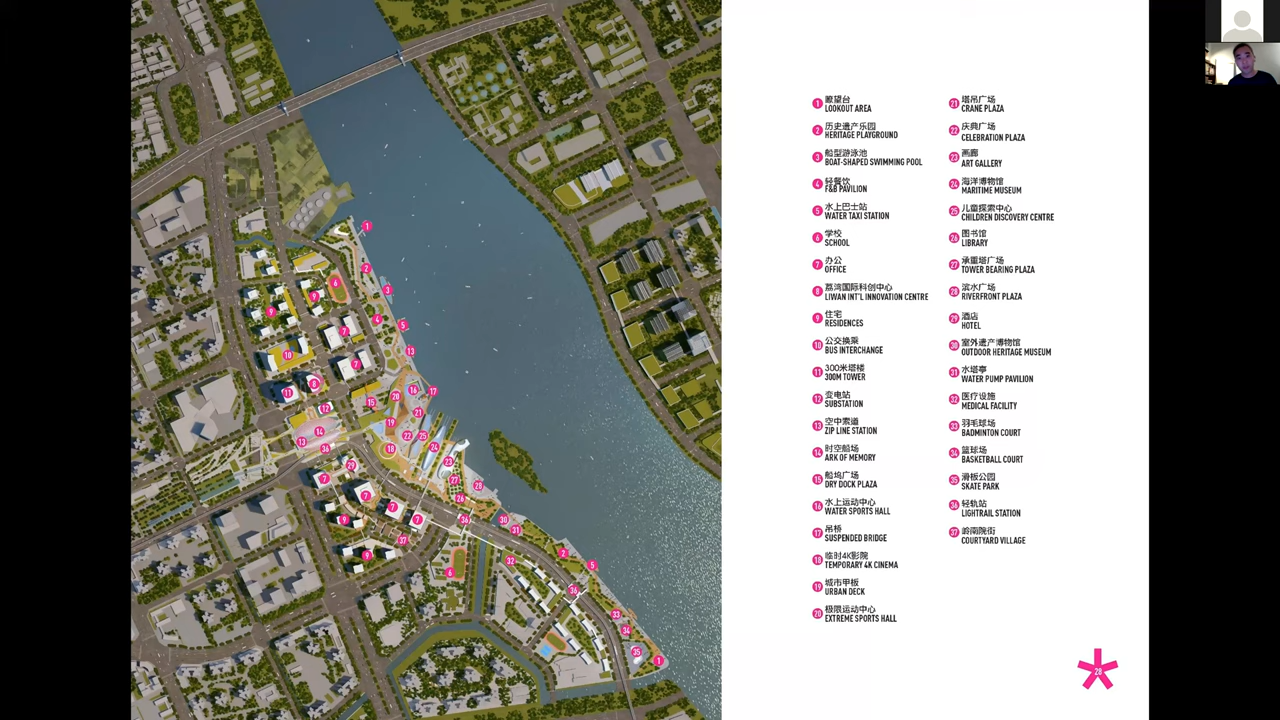 1 瞭望台
LOOKOUT AREA
2 历史遗产乐园
HERITAGE PLAYGROUND
3 船型游泳池
BOAT-SHAPED SWIMMING POOL
4 轻餐饮
F&B PAVILION
5 水上巴士站
WATER TAXI STATION
6 学校
SCHOOL
7 办公
OFFICE
8 荔湾国际科创中心
LIWAN INT'L INNOVATION CENTRE
9 住宅
RESIDENCES
10 公交换乘
BUS INTERCHANGE
11 300米塔楼
300M TOWER
12 变电站
SUBSTATION
13 空中索道
ZIP LINE STATION
14 时空船场
ARK OF MEMORY
15 船坞广场
DRY DOCK PLAZA
16 水上运动中心
WATER SPORTS HALL
17 吊桥
SUSPENDED BRIDGE
18 临时4K影院
TEMPORARY 4K CINEMA
19 城市甲板
URBAN DECK
20 极限运动中心
EXTREME SPORTS HALL
21 塔吊广场
CRANE PLAZA
22 庆典广场
CELEBRATION PLAZA
23 画廊
ART GALLERY
24 海洋博物馆
MARITIME MUSEUM
25 儿童探索中心
CHILDREN DISCOVERY CENTRE
26 图书馆
LIBRARY
27 承重塔广场
TOWER BEARING PLAZA
28 滨水广场
RIVERFRONT PLAZA
29 酒店
HOTEL
30 室外遗产博物馆
OUTDOOR HERITAGE MUSEUM
31 水塔亭
WATER PUMP PAVILION
32 医疗设施
MEDICAL FACILITY
33 羽毛球场
BADMINTON COURT
34 篮球场
BASKETBALL COURT
35 滑板公园
SKATE PARK
36 轻轨站
LIGHTRAIL STATION
37 岭南院街
COURTYARD VILLAGE
28